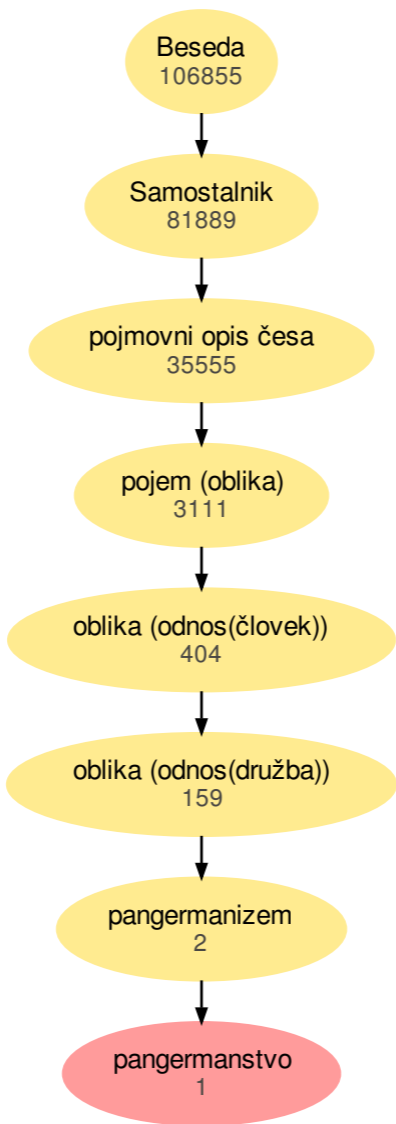 Beseda
106855
Samostalnik
81889
pojmovni opis česa
35555
pojem (oblika)
3111
oblika (odnos(človek))
404
oblika (odnos(družba))
159
pangermanizem
2
pangermanstvo
1